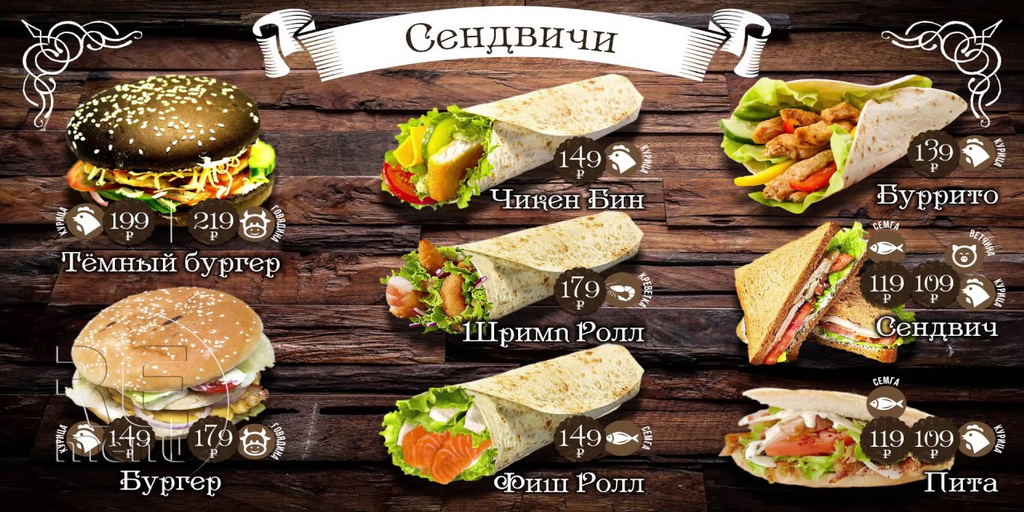 Сендвичи
КУРИЦА 199 ₽ 219 ₽ ГОВЯДИНА
Тёмный бургер
149 ₽ КУРИЦА
Чикен Бин
139 ₽ КУРИЦА
Буррито
179 ₽ КРЕВЕТКА
Шримп Ролл
СЕМГА ВЕТЧИНА
119 ₽ 109 ₽ КУРИЦА
Сендвич
КУРИЦА 149 ₽ 179 ₽ ГОВЯДИНА
Бургер
149 ₽ СЕМГА
Фиш Ролл
СЕМГА
119 ₽ 109 ₽ КУРИЦА
Пита
RE
menu